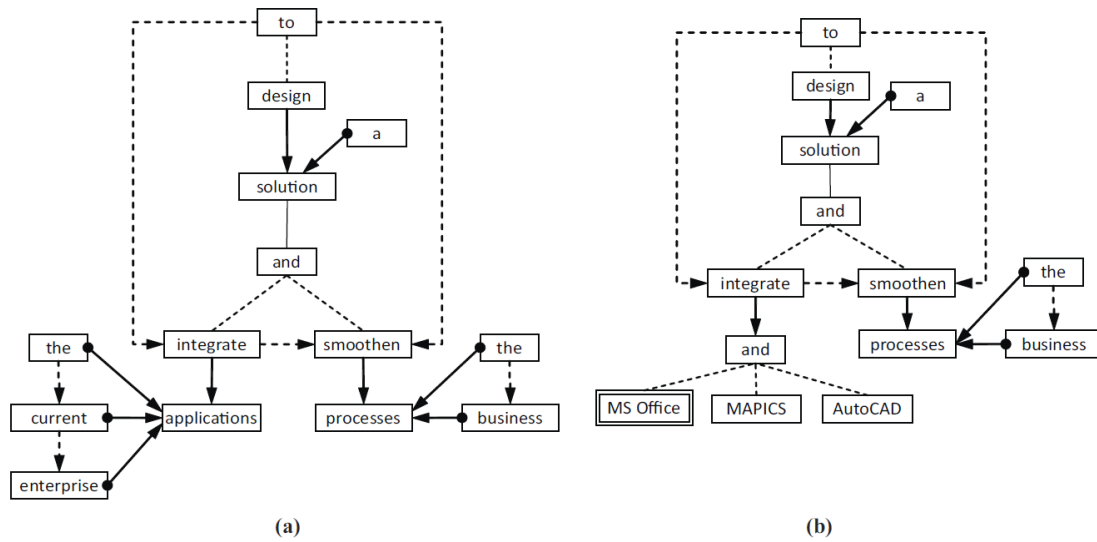 to
design
a
solution
and
integrate
smoothen
the
current
enterprise
applications
processes
the
business
(a)
to
design
a
solution
and
integrate
smoothen
the
and
processes
business
MS Office
MAPICS
AutoCAD
(b)